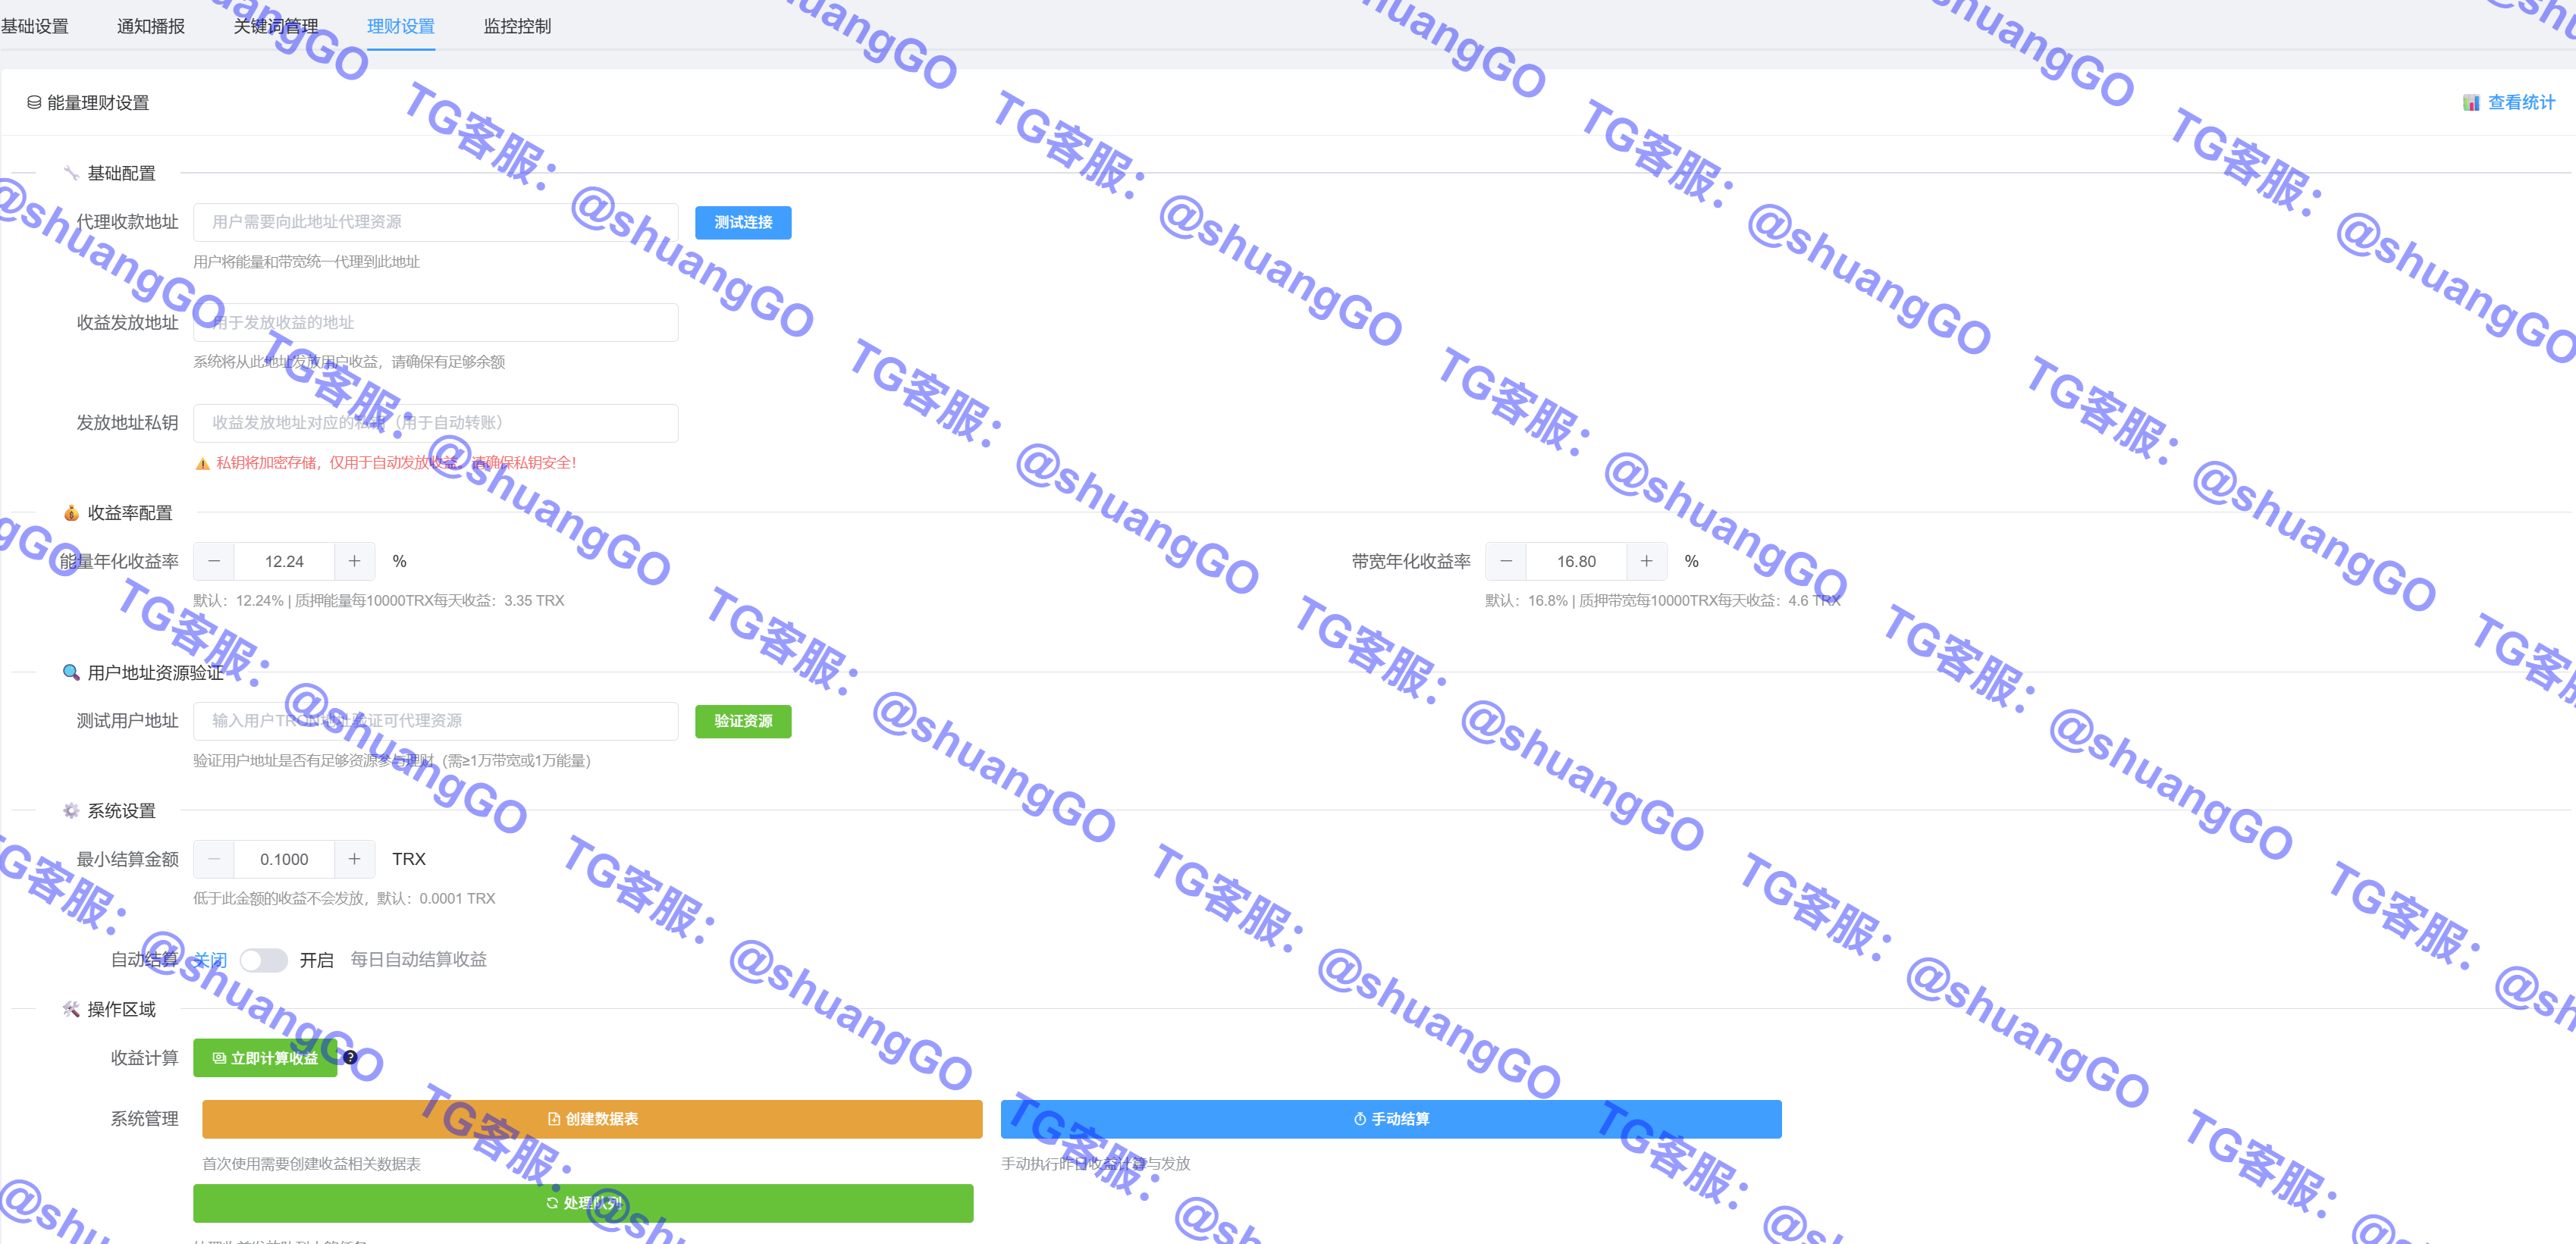 基础设置 通知播报 关键词管理 理财设置 监控控制
能量理财设置 查看统计
基础配置
代理收款地址 用户需要向此地址代理资源 测试连接
用户将能量和带宽统一代理到此地址
收益发放地址 用于发放收益的地址
系统将从此地址发放用户收益，请确保有足够余额
发放地址私钥 收益发放地址对应的私钥（用于自动转账）
私钥将加密存储，仅用于自动发放收益，请确保私钥安全！
收益率配置
能量年化收益率 12.24 % 带宽年化收益率 16.80 %
默认：12.24% | 质押能量每10000TRX每天收益：3.35 TRX 默认：16.8% | 质押带宽每10000TRX每天收益：4.6 TRX
用户地址资源验证
测试用户地址 输入用户TRON地址验证可代理资源 验证资源
验证用户地址是否有足够资源参与理财（需≥1万带宽或1万能量）
系统设置
最小结算金额 0.1000 TRX
低于此金额的收益不会发放，默认：0.0001 TRX
自动结算 关闭 开启 每日自动结算收益
操作区域
收益计算 立即计算收益
系统管理 创建数据表 手动结算
首次使用需要创建收益相关数据表 手动执行昨日收益计算与发放
处理队列
TG客服：@shuangGO